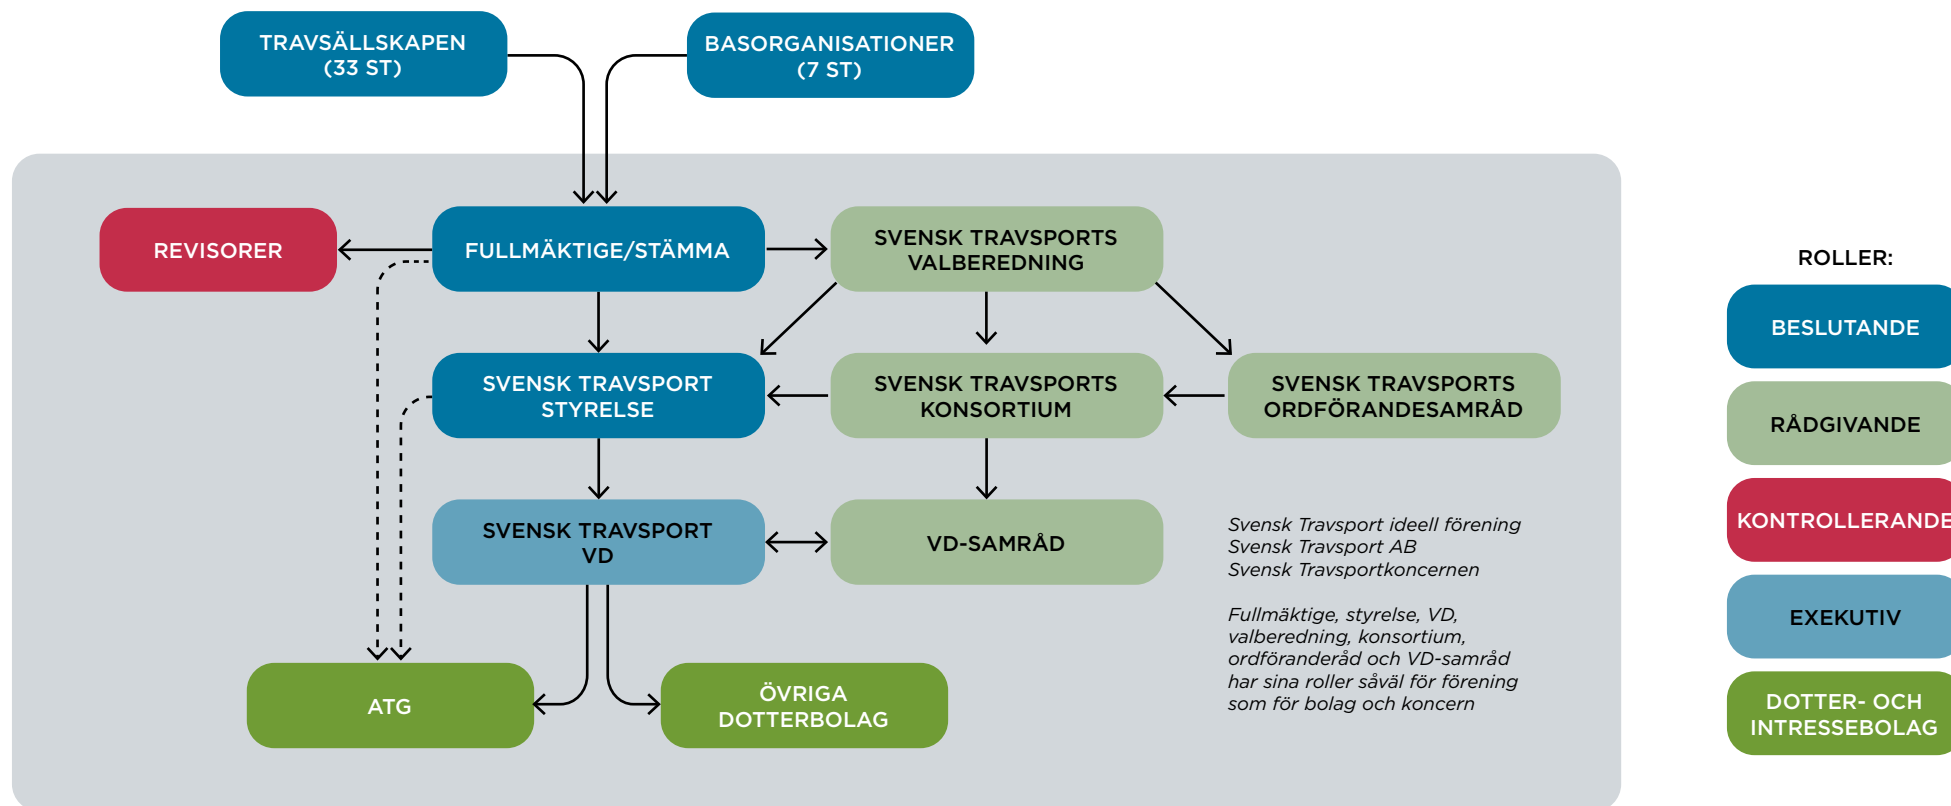 TRAVSÄLLSKAPEN
(33 ST)
BASORGANISATIONER
(7 ST)
REVISORER
FULLMÄKTIGE/STÄMMA
SVENSK TRAVSPORTS
VALBEREDNING
SVENSK TRAVSPORT
STYRELSE
SVENSK TRAVSPORTS
KONSORTIUM
SVENSK TRAVSPORTS
ORDFÖRANDESAMRÅD
SVENSK TRAVSPORT
VD
VD-SAMRÅD
Svensk Travsport ideell förening
Svensk Travsport AB
Svensk Travsportkoncernen
Fullmäktige, styrelse, VD,
valberedning, konsortium,
ordföranderåd och VD-samråd
har sina roller såväl för förening
som för bolag och koncern
ATG
ÖVRIGA
DOTTERBOLAG
ROLLER:
BESLUTANDE
RÅDGIVANDE
KONTROLLERANDE
EXEKUTIV
DOTTER- OCH
INTRESSEBOLAG